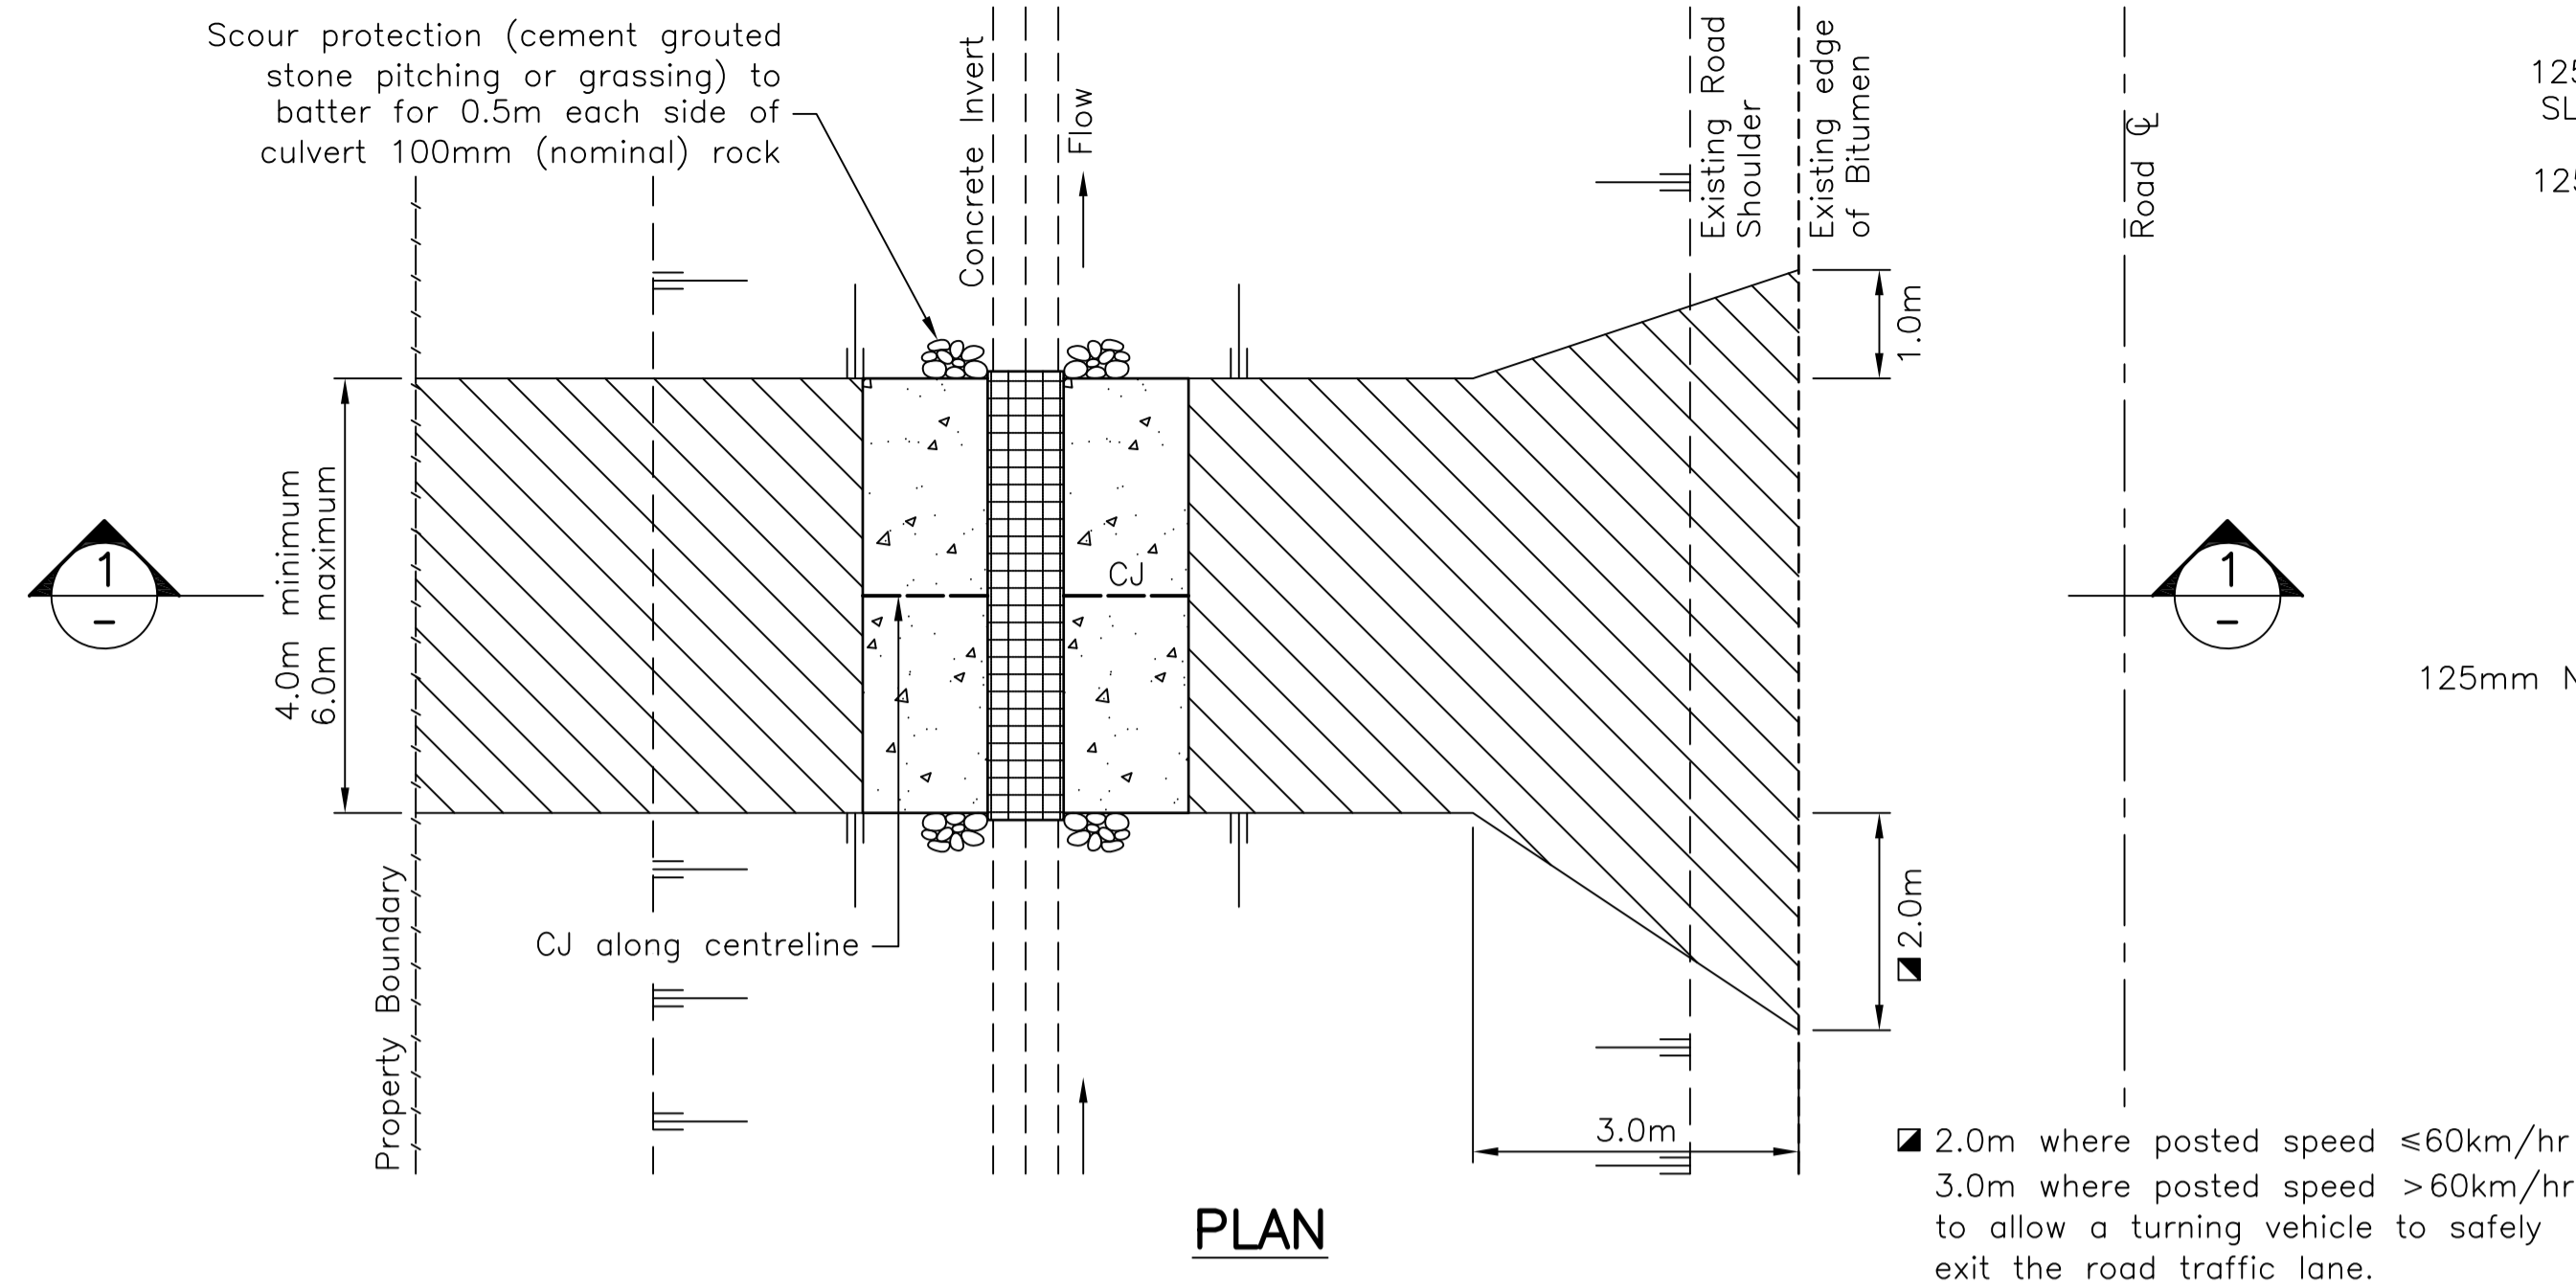 Scour protection (cement grouted
stone pitching or grassing) to
batter for 0.5m each side of
culvert 100mm (nominal) rock
Concrete Invert
Flow
Existing Road
Shoulder
Existing edge
of Bitumen
Road ℄
125
SL
125
1.0m
4.0m minimum
6.0m maximum
1
–
CJ
1
–
125mm N
CJ along centreline
Property Boundary
2.0m
3.0m
2.0m where posted speed ≤60km/hr
3.0m where posted speed >60km/hr
to allow a turning vehicle to safely
exit the road traffic lane.
PLAN